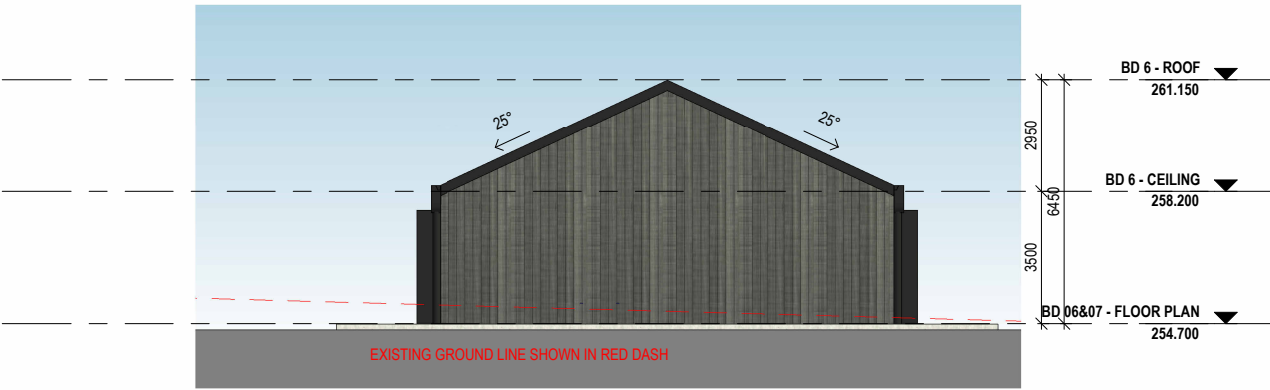 BD 6 - ROOF
261.150
25°
25°
2950
BD 6 - CEILING
258.200
6450
3500
BD 06&07 - FLOOR PLAN
254.700
EXISTING GROUND LINE SHOWN IN RED DASH